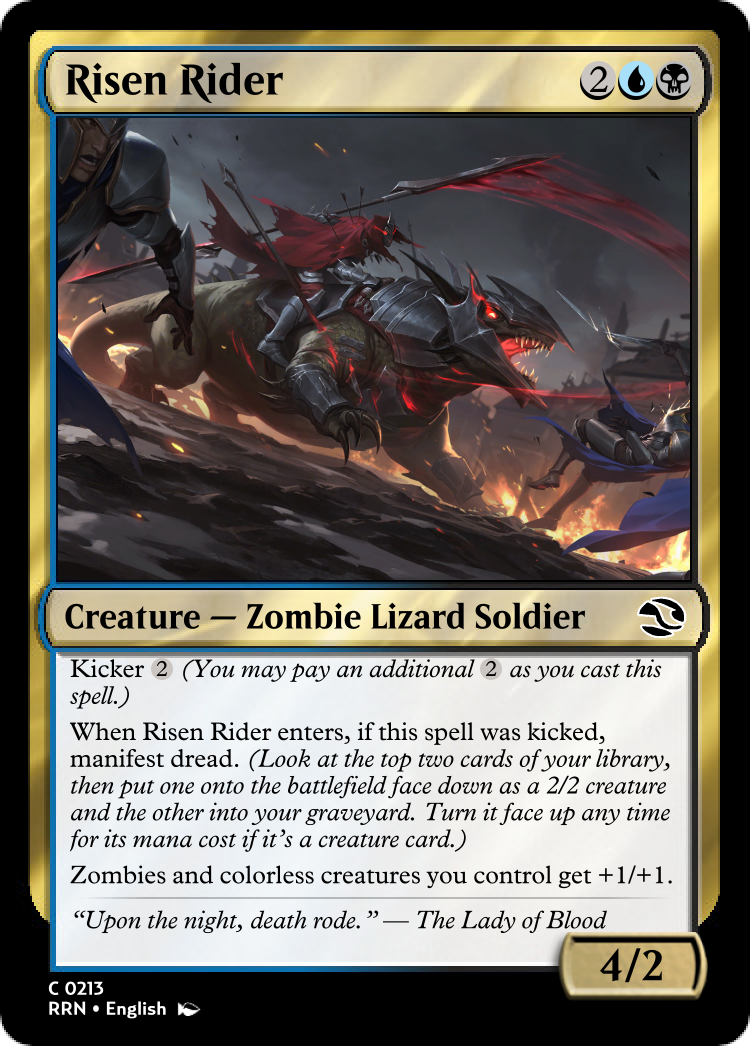 Risen Rider 2
Creature — Zombie Lizard Soldier
Kicker 2 (You may pay an additional 2 as you cast this
spell.)
When Risen Rider enters, if this spell was kicked,
manifest dread. (Look at the top two cards of your library,
then put one onto the battlefield face down as a 2/2 creature
and the other into your graveyard. Turn it face up any time
for its mana cost if it's a creature card.)
Zombies and colorless creatures you control get +1/+1.
“Upon the night, death rode.” — The Lady of Blood
4/2
C 0213
RRN • English